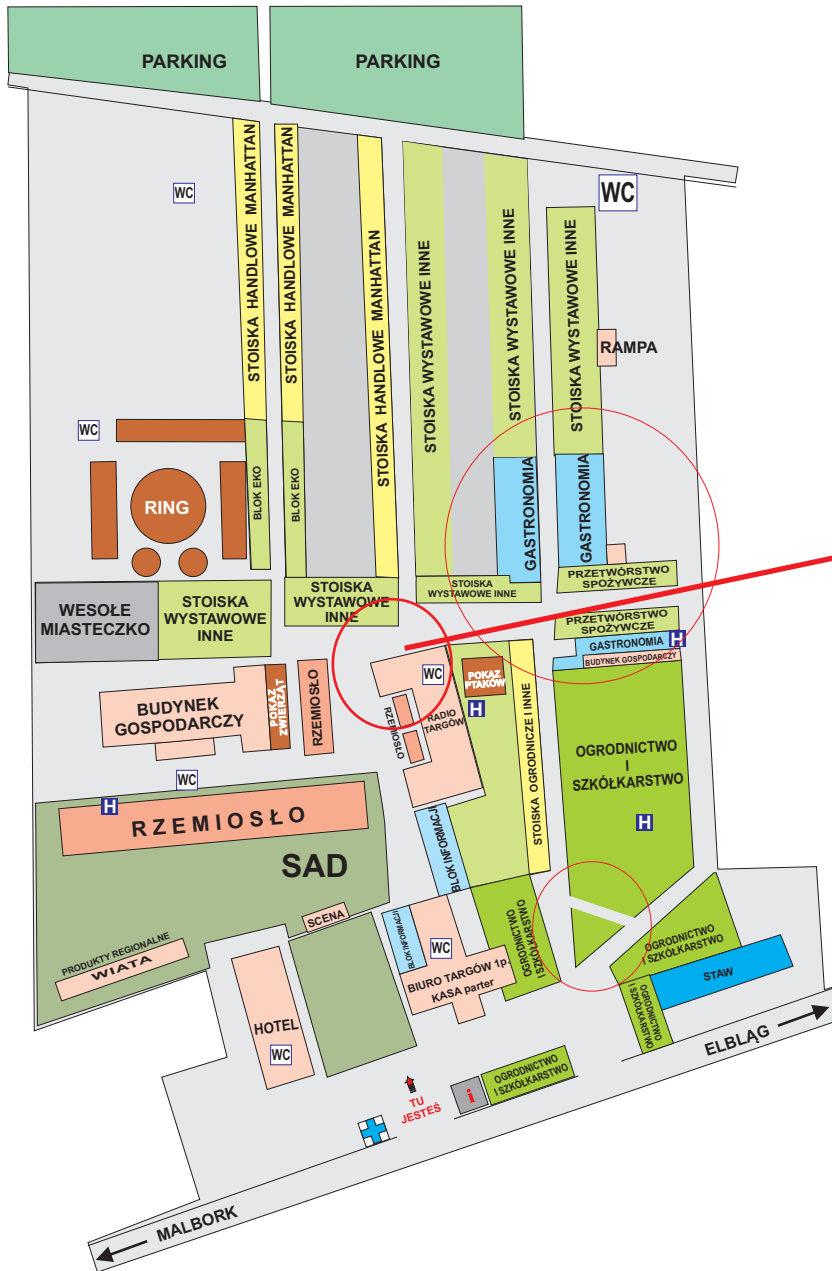 PARKING
PARKING
WC
WC
STOISKA HANDLOWE MANHATTAN
STOISKA HANDLOWE MANHATTAN
STOISKA HANDLOWE MANHATTAN
STOISKA WYSTAWOWE INNE
STOISKA WYSTAWOWE INNE
STOISKA WYSTAWOWE INNE
RAMPA
WC
BLOK EKO
BLOK EKO
GASTRONOMIA
GASTRONOMIA
RING
PRZETWÓRSTWO
SPOŻYWCZE
WESOŁE
MIASTECZKO
STOISKA
WYSTAWOWE
INNE
STOISKA
WYSTAWOWE
INNE
STOISKA
WYSTAWOWE INNE
PRZETWÓRSTWO
SPOŻYWCZE
GASTRONOMIA
H
BUDYNEK GOSPODARCZY
BUDYNEK
GOSPODARCZY
POKAZ
ZWIERZĄT
RZEMIOSŁO
WC
RZEMIOSŁO
RADIO
TARGÓW
POKAZ
PTAKÓW
H
STOISKA OGRODNICZE I INNE
OGRODNICTWO
I
SZKÓŁKARSTWO
H
WC
H
RZEMIOSŁO
SAD
BLOK INFORMACJI
SCENA
PRODUKTY REGIONALNE
WIATA
BLOK INFORMACJI
WC
BIURO TARGÓW 1p.
KASA parter
OGRODNICTWO
I SZKÓŁKARSTWO
OGRODNICTWO
I SZKÓŁKARSTWO
STAW
OGRODNICTWO
I SZKÓŁKARSTWO
HOTEL
WC
ELBLĄG
OGRODNICTWO
I SZKÓŁKARSTWO
TU
JESTEŚ
i
MALBORK